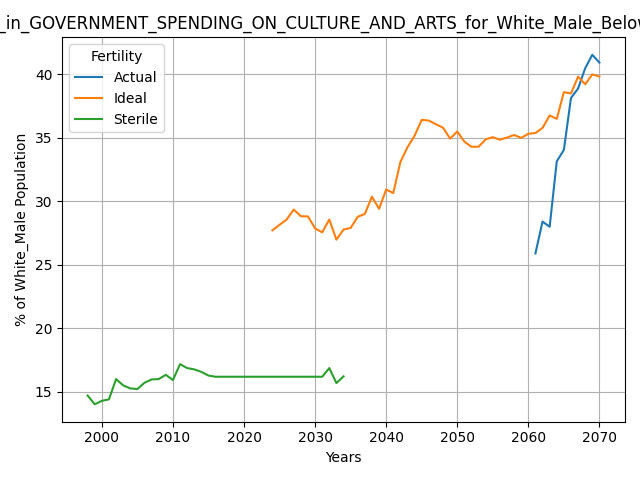 _in_GOVERNMENT_SPENDING_ON_CULTURE_AND_ARTS_for_White_Male_Below
Fertility
Actual
Ideal
Sterile
% of White_Male Population
40
35
30
25
20
15
2000 2010 2020 2030 2040 2050 2060 2070
Years